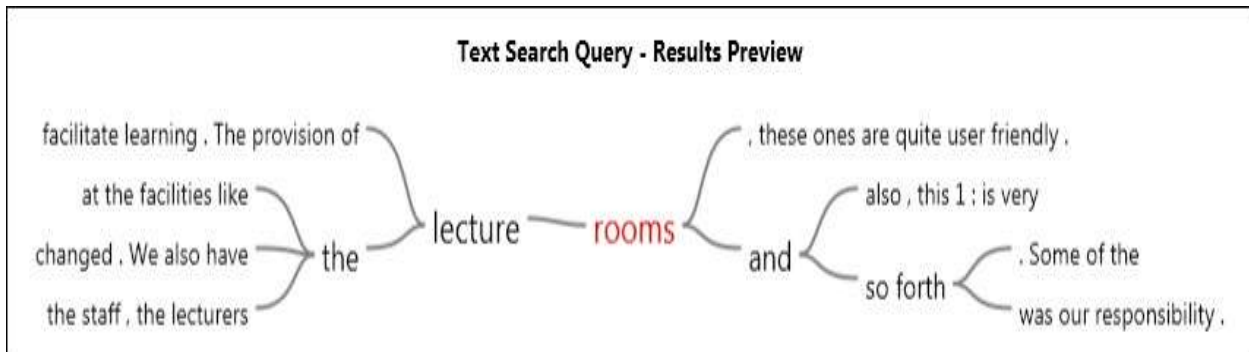 Text Search Query - Results Preview
facilitate learning . The provision of
at the facilities like
changed . We also have
the staff , the lecturers
the
lecture
rooms
, these ones are quite user friendly .
and
also , this 1 : is very
so forth
. Some of the
was our responsibility .